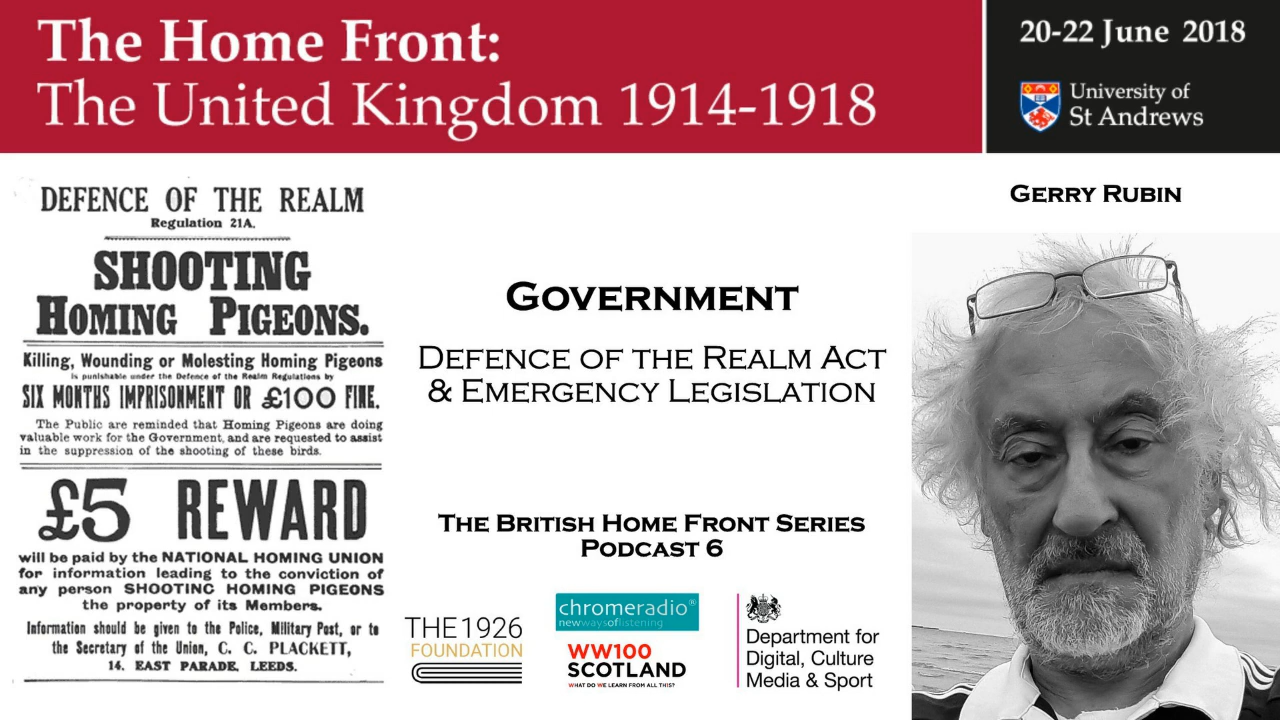 The Home Front:
The United Kingdom 1914-1918
20-22 June 2018
University of
St Andrews
DEFENCE OF THE REALM
Regulation 21A.
SHOOTING
HOMING PIGEONS.
Killing, Wounding or Molesting Homing Pigeons
is punishable under the Defence of the Realm Regulations by
SIX MONTHS IMPRISONMENT OR £100 FINE.
The Public are reminded that Homing Pigeons are doing
valuable work for the Government, and are requested to assist
in the suppression of the shooting of these birds.
£5 REWARD
will be paid by the NATIONAL HOMING UNION
for information leading to the conviction of
any person SHOOTING HOMING PIGEONS
the property of its Members.
Information should be given to the Police, Military Post, or to
the Secretary of the Union, C. C. PLACKETT,
14. EAST PARADE, LEEDS.
GOVERNMENT
DEFENCE OF THE REALM ACT
& EMERGENCY LEGISLATION
THE BRITISH HOME FRONT SERIES
PODCAST 6
THE 1926
FOUNDATION
chromeradio®
newwaysoflistening
WW100
SCOTLAND
WHAT DO WE LEARN FROM ALL THIS?
Department for
Digital, Culture
Media & Sport
GERRY RUBIN